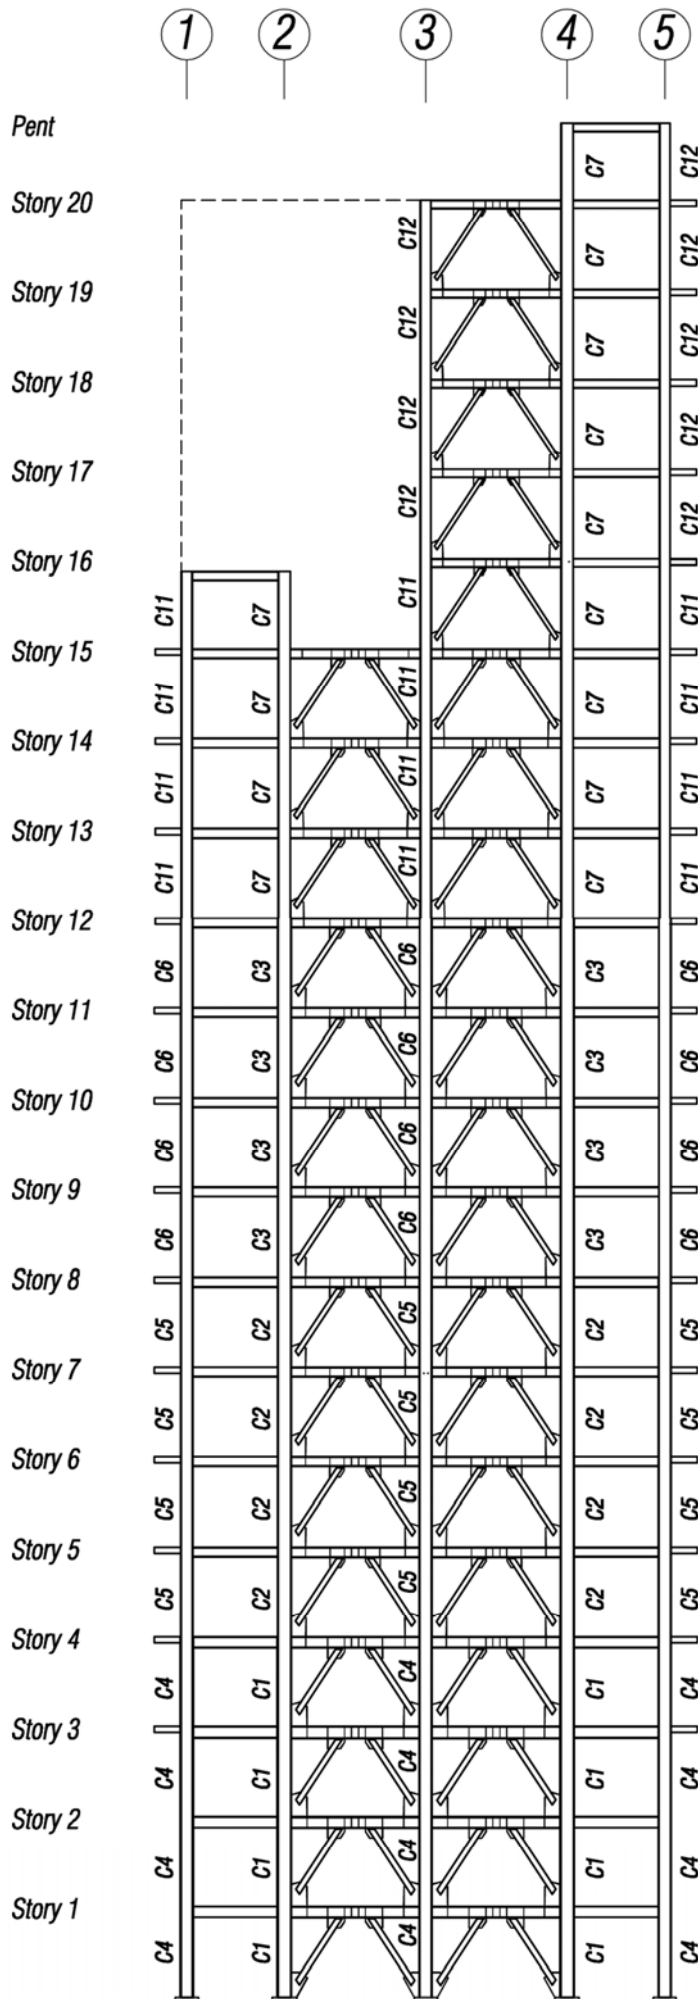 1 2 3 4 5
Pent
C7 C12
Story 20
C12 C7 C12
Story 19
C12 C7 C12
Story 18
C12 C7 C12
Story 17
C12 C7 C12
Story 16
C11 C7 C11 C7 C11
Story 15
C11 C7 C11 C7 C11
Story 14
C11 C7 C11 C7 C11
Story 13
C11 C7 C11 C7 C11
Story 12
C6 C3 C6 C3 C6
Story 11
C6 C3 C6 C3 C6
Story 10
C6 C3 C6 C3 C6
Story 9
C6 C3 C6 C3 C6
Story 8
C5 C2 C5 C2 C5
Story 7
C5 C2 C5 C2 C5
Story 6
C5 C2 C5 C2 C5
Story 5
C5 C2 C5 C2 C5
Story 4
C4 C1 C4 C1 C4
Story 3
C4 C1 C4 C1 C4
Story 2
C4 C1 C4 C1 C4
Story 1
C4 C1 C4 C1 C4